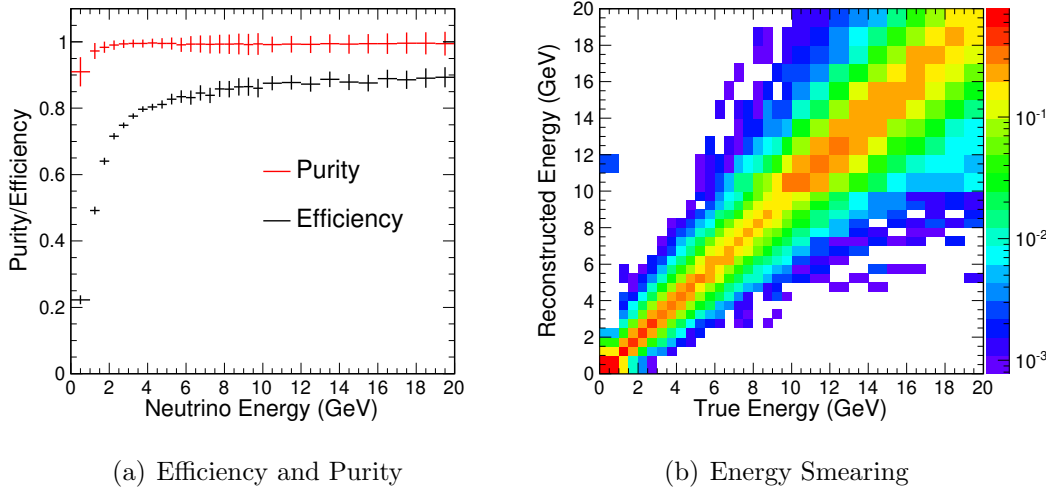 Purity/Efficiency
1
0.8
0.6
0.4
0.2
0
Purity
Efficiency
0 2 4 6 8 10 12 14 16 18 20
Neutrino Energy (GeV)
(a) Efficiency and Purity
Reconstructed Energy (GeV)
20
18
16
14
12
10
8
6
4
2
0
0 2 4 6 8 10 12 14 16 18 20
True Energy (GeV)
10⁻¹
10⁻²
10⁻³
(b) Energy Smearing